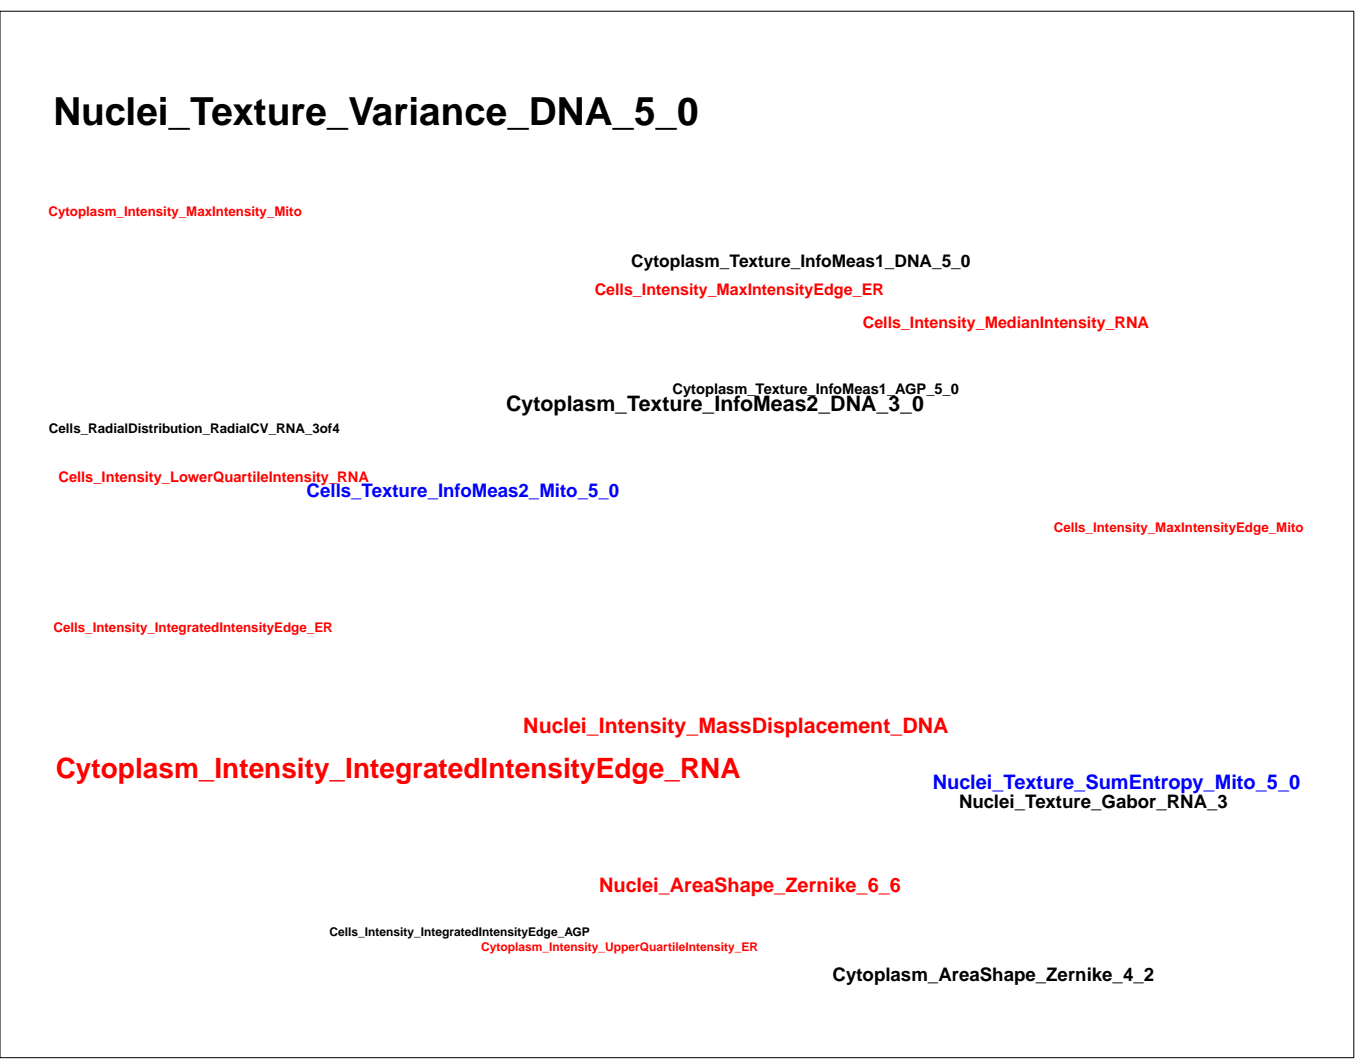 Nuclei_Texture_Variance_DNA_5_0
Cytoplasm_Intensity_MaxIntensity_Mito
Cytoplasm_Texture_InfoMeas1_DNA_5_0
Cells_Intensity_MaxIntensityEdge_ER
Cells_Intensity_MedianIntensity_RNA
Cytoplasm_Texture_InfoMeas1_AGP_5_0
Cytoplasm_Texture_InfoMeas2_DNA_3_0
Cells_RadialDistribution_RadialCV_RNA_3of4
Cells_Intensity_LowerQuartileIntensity_RNA
Cells_Texture_InfoMeas2_Mito_5_0
Cells_Intensity_MaxIntensityEdge_Mito
Cells_Intensity_IntegratedIntensityEdge_ER
Nuclei_Intensity_MassDisplacement_DNA
Cytoplasm_Intensity_IntegratedIntensityEdge_RNA
Nuclei_Texture_SumEntropy_Mito_5_0
Nuclei_Texture_Gabor_RNA_3
Nuclei_AreaShape_Zernike_6_6
Cells_Intensity_IntegratedIntensityEdge_AGP
Cytoplasm_Intensity_UpperQuartileIntensity_ER
Cytoplasm_AreaShape_Zernike_4_2